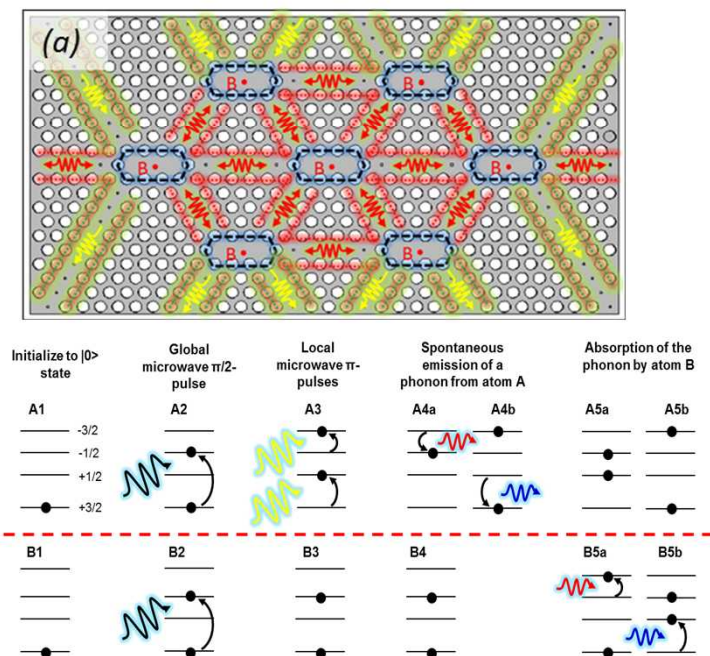 (a)
B
B
B
B
B
B
B
Initialize to |0> state
Global microwave π/2-pulse
Local microwave π-pulses
Spontaneous emission of a phonon from atom A
Absorption of the phonon by atom B
A1
A2
A3
A4a
A4b
A5a
A5b
-3/2
-1/2
+1/2
+3/2
B1
B2
B3
B4
B5a
B5b